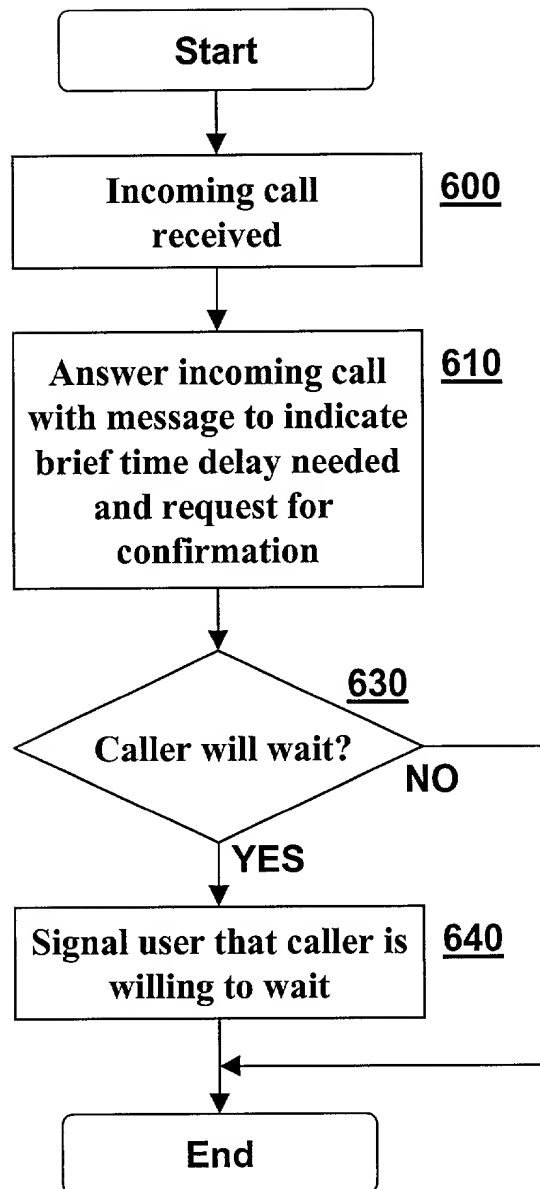 Start
Incoming call
received
600
Answer incoming call
with message to indicate
brief time delay needed
and request for
confirmation
610
630
Caller will wait?
NO
YES
Signal user that caller is
willing to wait
640
End